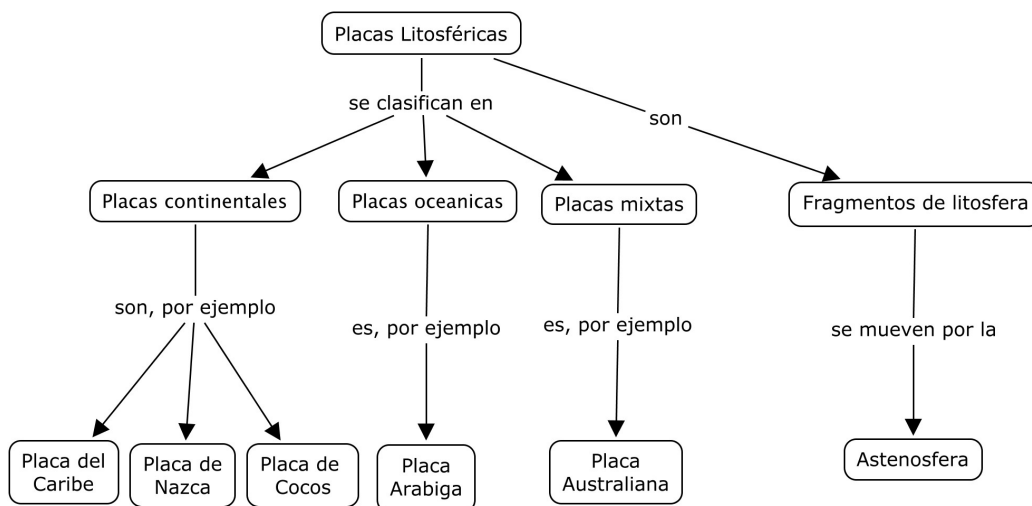 Placas Litosféricas
se clasifican en
son
Placas continentales
Placas oceanicas
Placas mixtas
Fragmentos de litosfera
son, por ejemplo
es, por ejemplo
es, por ejemplo
se mueven por la
Placa del
Caribe
Placa de
Nazca
Placa de
Cocos
Placa
Arabiga
Placa
Australiana
Astenosfera